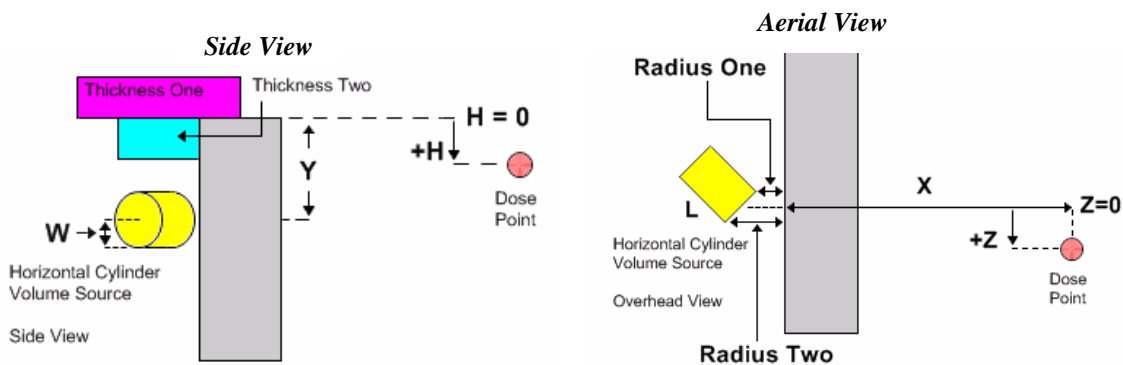 Side View
Thickness One
Thickness Two
H = 0
+H
Y
Dose
Point
W
Horizontal Cylinder
Volume Source
Side View
Aerial View
Radius One
X
Z=0
L
+Z
Horizontal Cylinder
Volume Source
Dose
Point
Overhead View
Radius Two